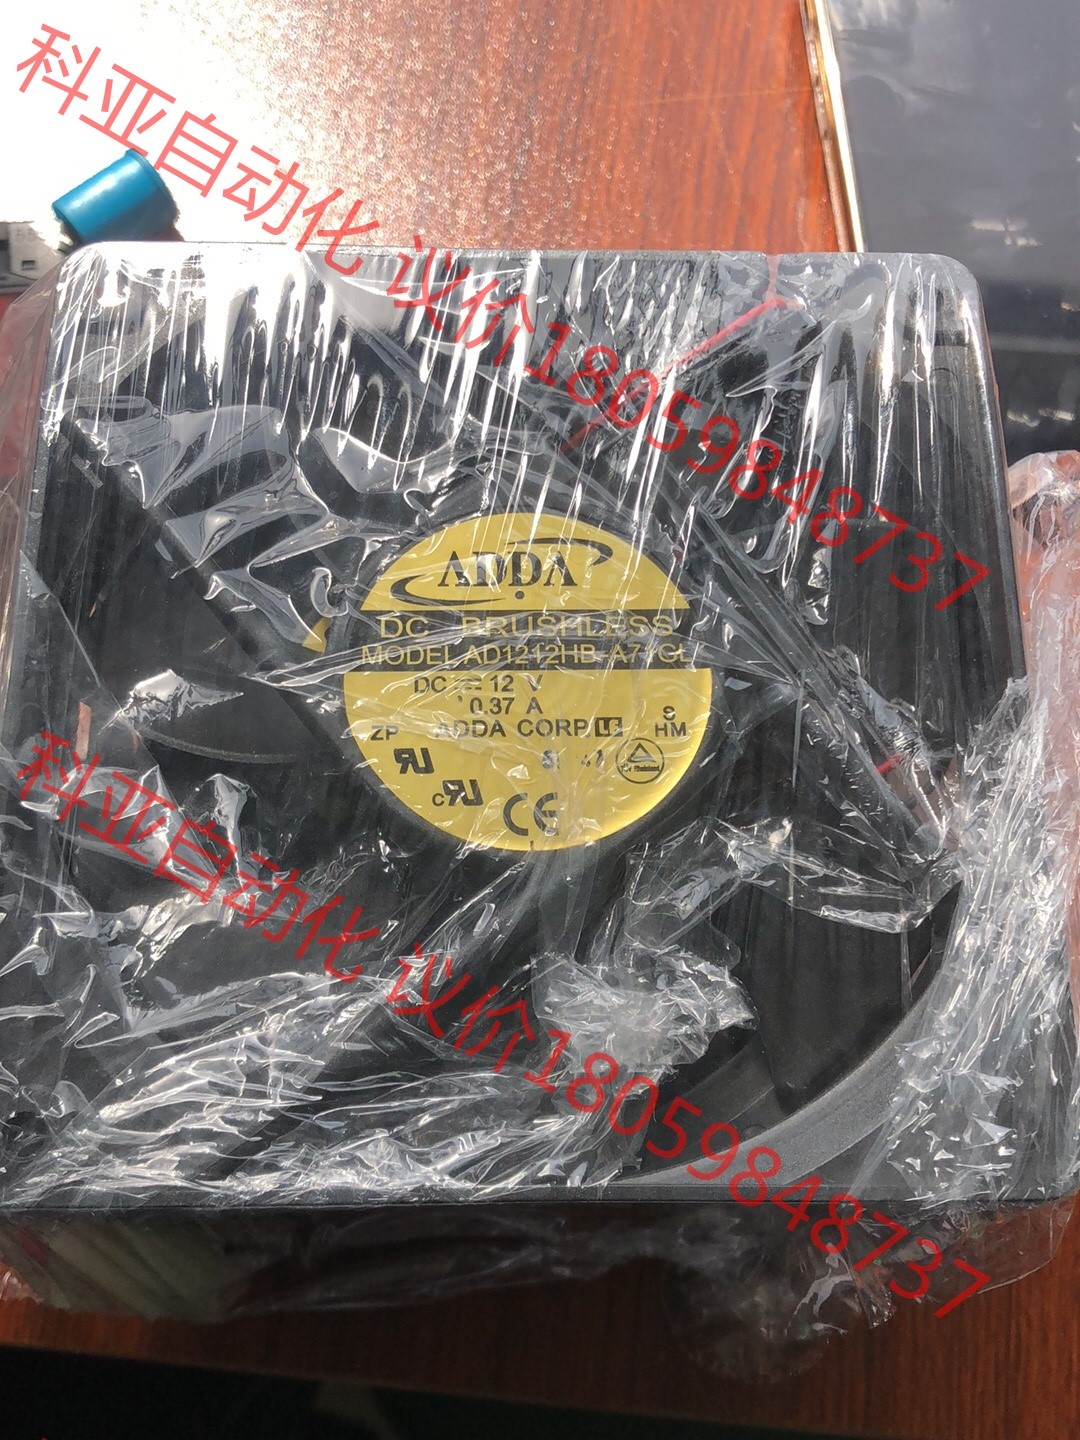 科亚自动化 议价18059848737
ADDA
DC BRUSHLESS
MODEL AD1212HB-A71GL
DC 12 V
0.37 A
ZP ADDA CORP. HM
CE
科亚自动化 议价18059848737